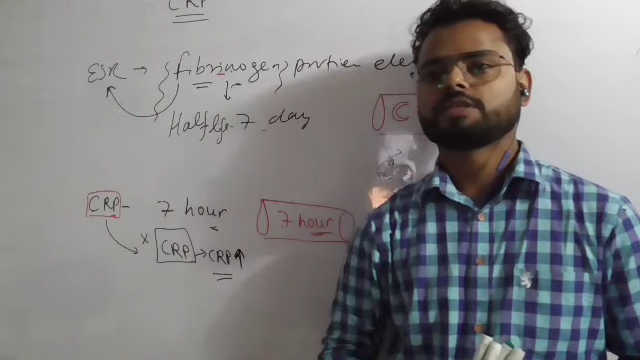 CRP
ESR → {fibrinogen} protien ele
Half life - 7 day
C
CRP - 7 hour
7 hour
x CRP → CRP↑